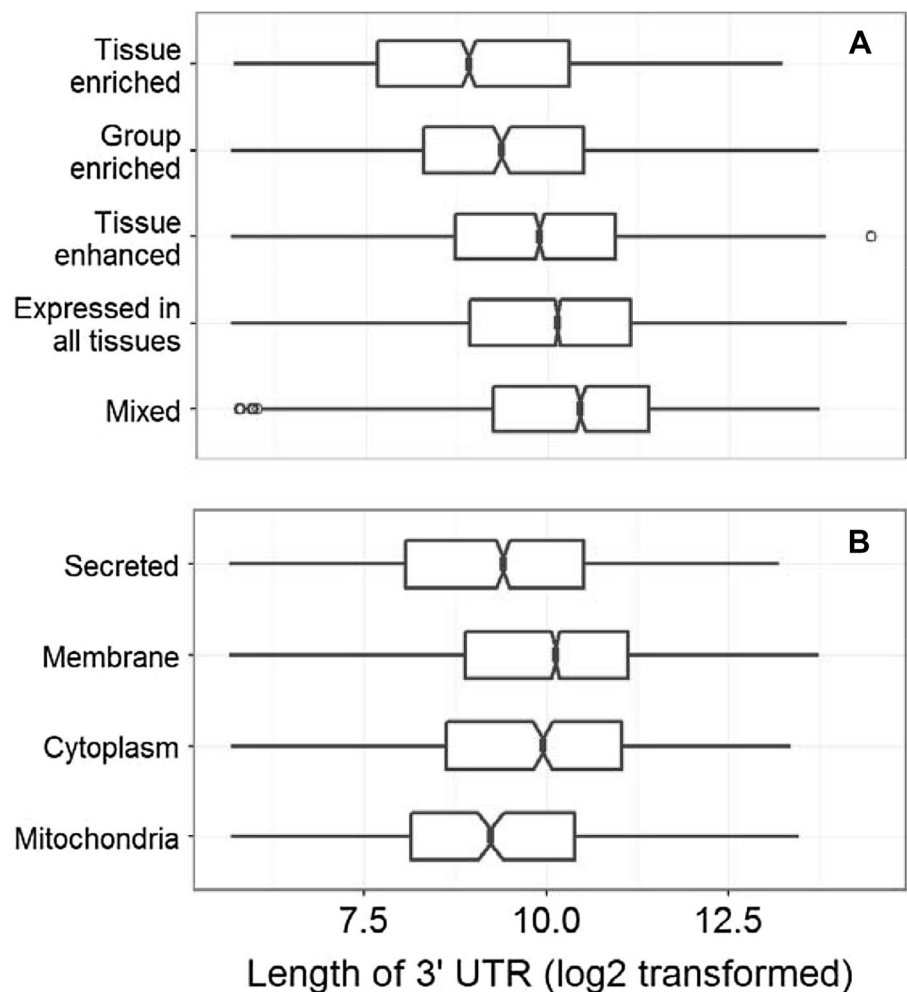 A
Tissue
enriched
Group
enriched
Tissue
enhanced
Expressed in
all tissues
Mixed
B
Secreted
Membrane
Cytoplasm
Mitochondria
7.5 10.0 12.5
Length of 3' UTR (log2 transformed)